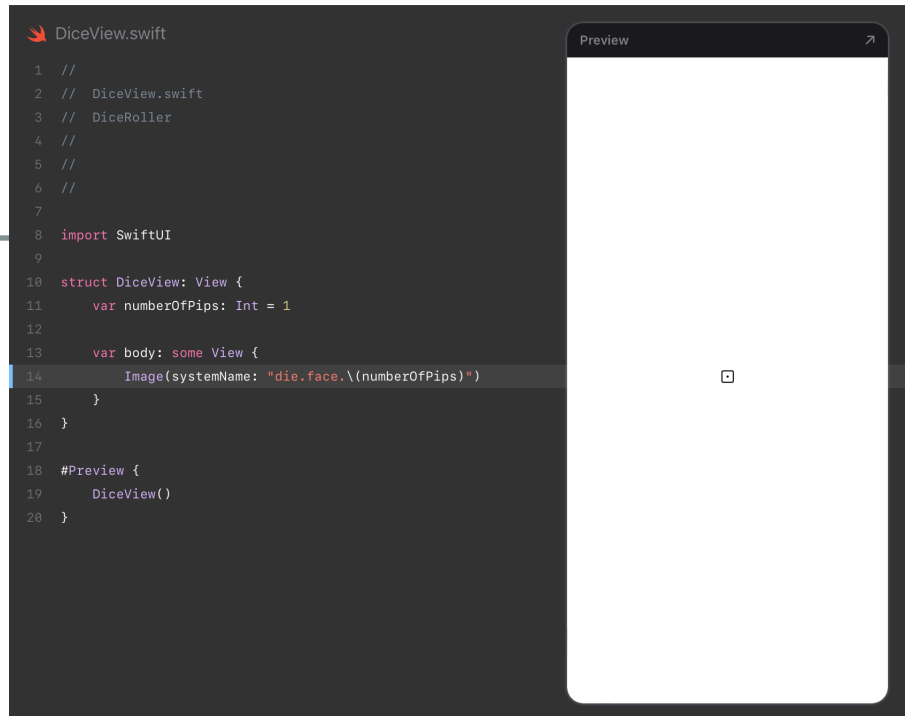 DiceView.swift
Preview
1 //
2 //  DiceView.swift
3 //  DiceRoller
4 //
5 //
6 //
7
8 import SwiftUI
9
10 struct DiceView: View {
11     var numberOfPips: Int = 1
12
13     var body: some View {
14         Image(systemName: "die.face.\(numberOfPips)")
15     }
16 }
17
18 #Preview {
19     DiceView()
20 }